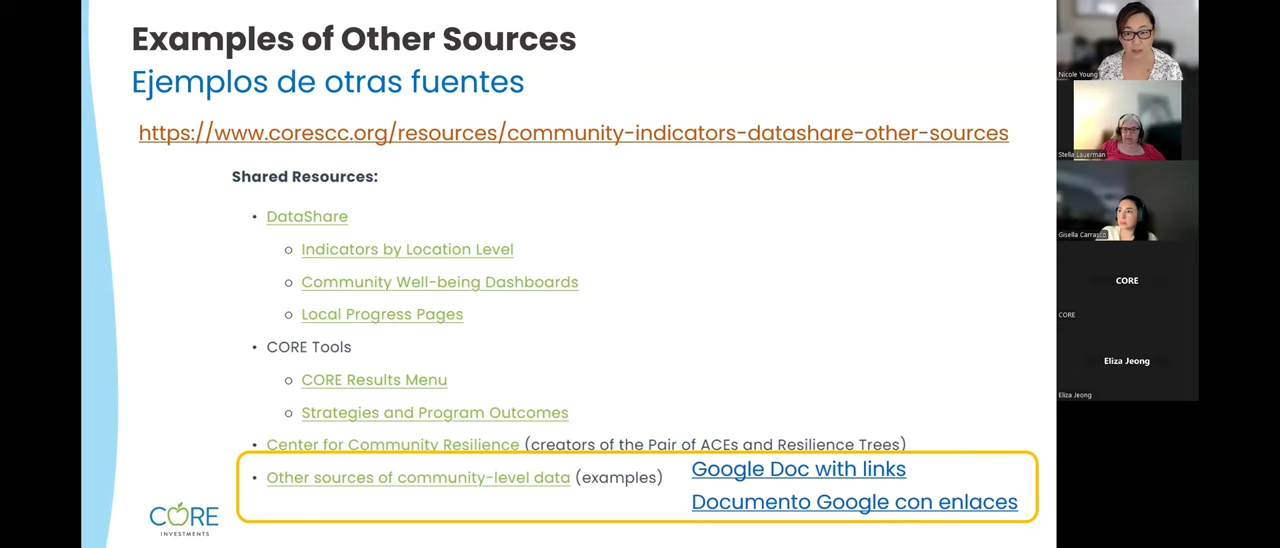 Examples of Other Sources
Ejemplos de otras fuentes
https://www.corescc.org/resources/community-indicators-datashare-other-sources
Shared Resources:
• DataShare
○ Indicators by Location Level
○ Community Well-being Dashboards
○ Local Progress Pages
• CORE Tools
○ CORE Results Menu
○ Strategies and Program Outcomes
• Center for Community Resilience (creators of the Pair of ACEs and Resilience Trees)
• Other sources of community-level data (examples)
Google Doc with links
Documento Google con enlaces
CORE
INVESTMENTS
Nicole Young
Stella Lauerman
Gisella Carrasco
CORE
CORE
Eliza Jeong
Eliza Jeong